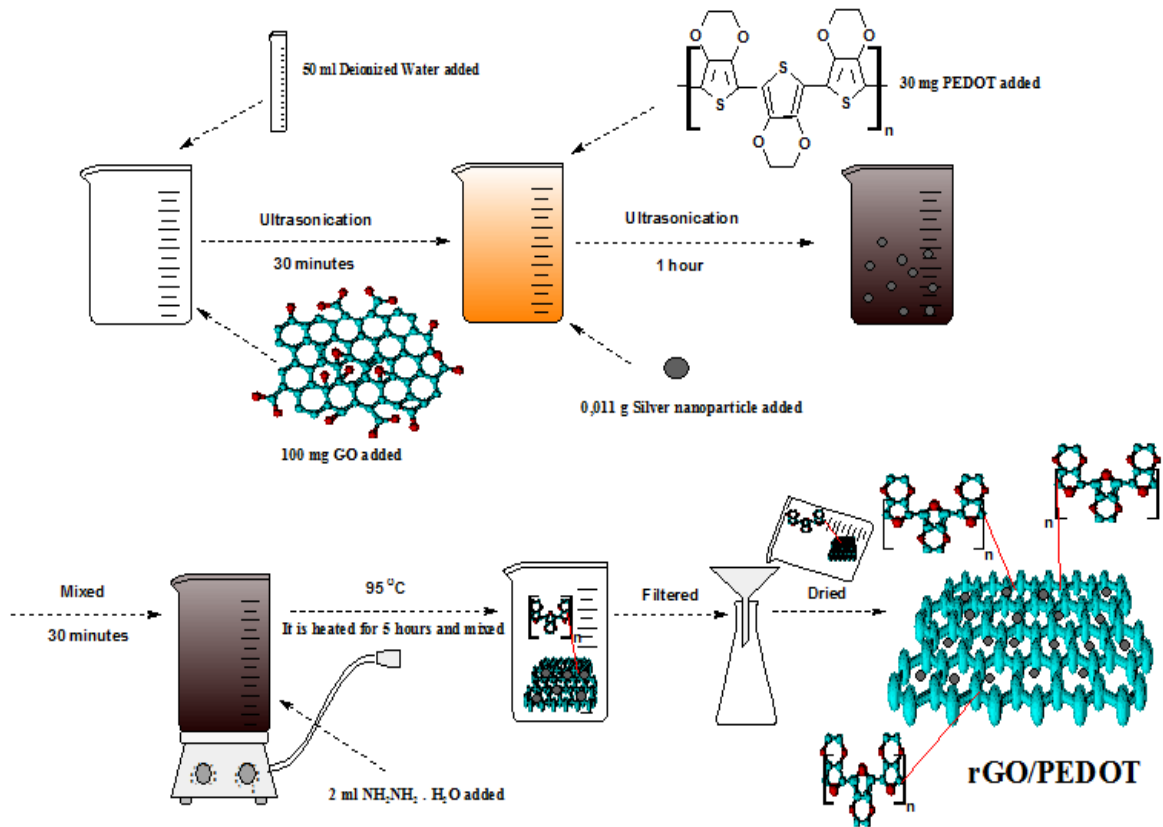 50 ml Deionized Water added
O
O
O
O
S
S
S
O
O
n
30 mg PEDOT added
Ultrasonication
30 minutes
Ultrasonication
1 hour
100 mg GO added
0,011 g Silver nanoparticle added
Mixed
30 minutes
95 °C
It is heated for 5 hours and mixed
2 ml NH₂NH₂ . H₂O added
n
Filtered
Dried
n
n
n
rGO/PEDOT